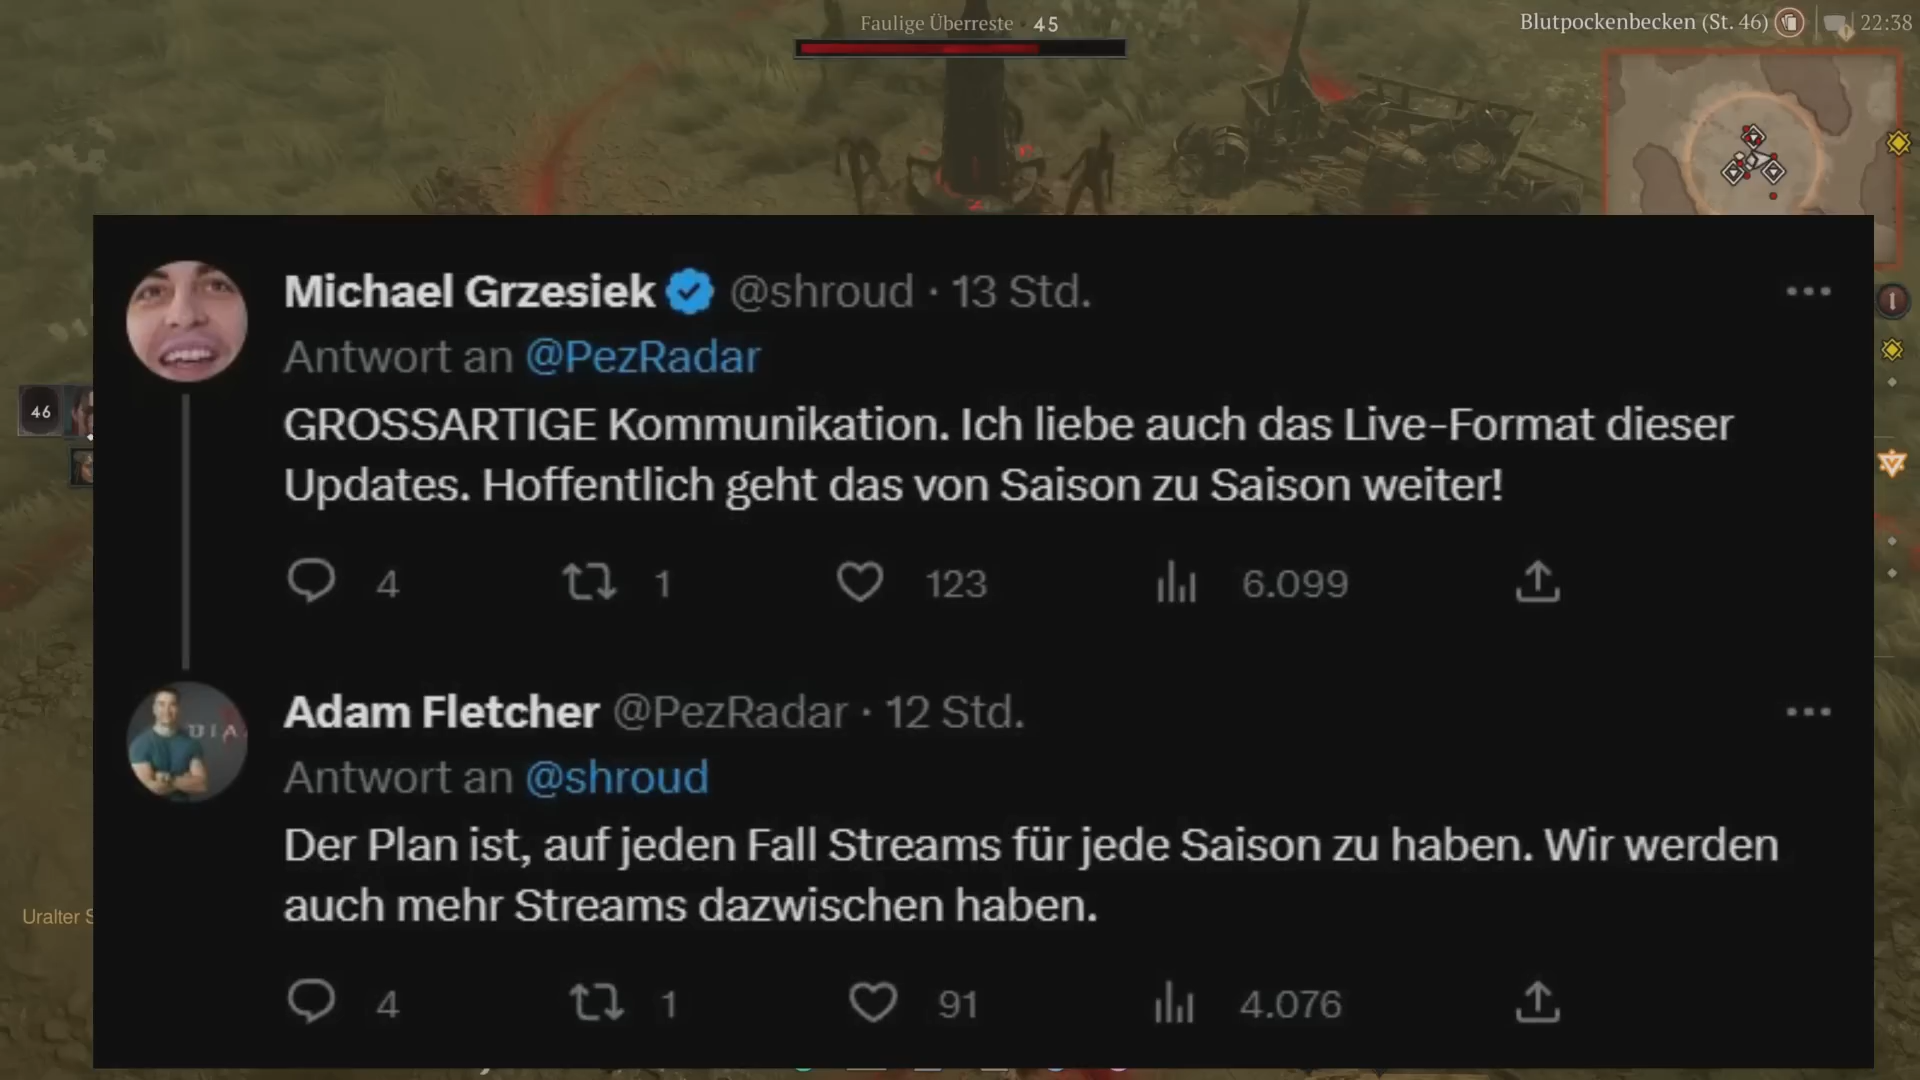 Faulige Überreste 45
Blutpockenbecken (St. 46)
22:38
Michael Grzesiek @shroud · 13 Std.
Antwort an @PezRadar
GROSSARTIGE Kommunikation. Ich liebe auch das Live-Format dieser
Updates. Hoffentlich geht das von Saison zu Saison weiter!
4 1 123 6.099
46
Adam Fletcher @PezRadar · 12 Std.
DIA
Antwort an @shroud
Der Plan ist, auf jeden Fall Streams für jede Saison zu haben. Wir werden
auch mehr Streams dazwischen haben.
Uralter
4 1 91 4.076